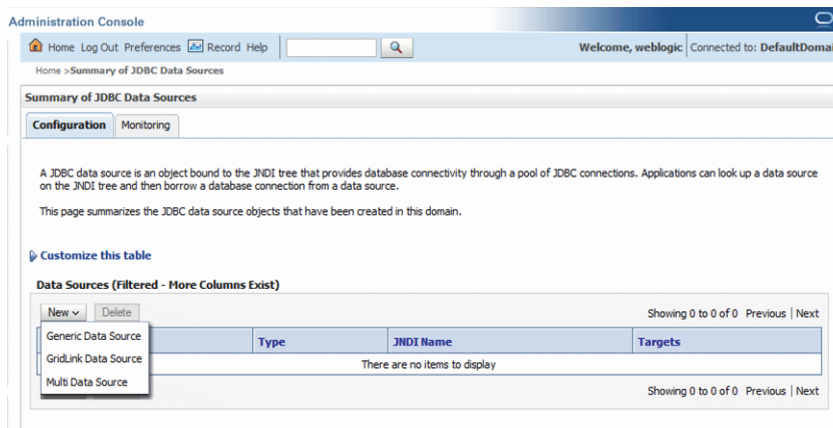 Administration Console
Home Log Out Preferences Record Help
Welcome, weblogic Connected to: DefaultDomai
Home >Summary of JDBC Data Sources
Summary of JDBC Data Sources
Configuration Monitoring
A JDBC data source is an object bound to the JNDI tree that provides database connectivity through a pool of JDBC connections. Applications can look up a data source
on the JNDI tree and then borrow a database connection from a data source.
This page summarizes the JDBC data source objects that have been created in this domain.
Customize this table
Data Sources (Filtered - More Columns Exist)
New Delete
Showing 0 to 0 of 0 Previous | Next
Generic Data Source
GridLink Data Source
Multi Data Source
Type JNDI Name Targets
There are no items to display
Showing 0 to 0 of 0 Previous | Next